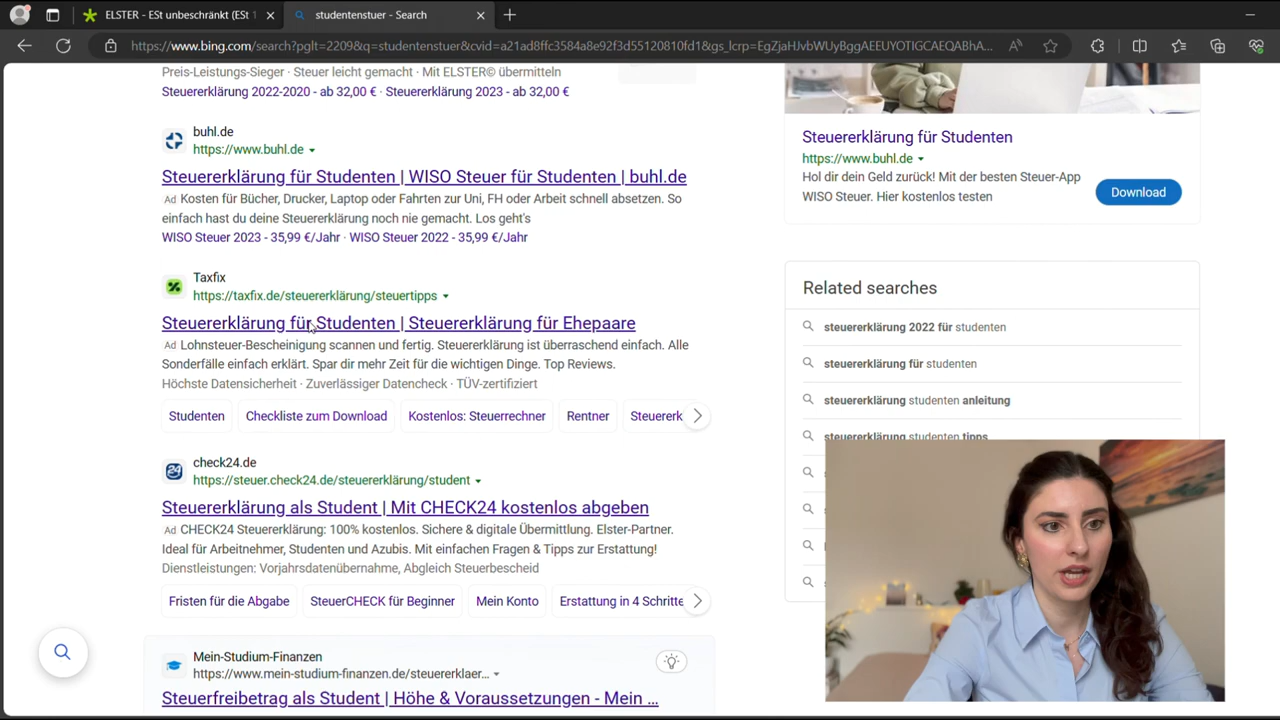 ELSTER - ESt unbeschränkt (ESt 1
studentenstuer - Search
https://www.bing.com/search?pglt=2209&q=studentenstuer&cvid=a21ad8ffc3584a8e92f3d55120810fd1&gs_lcrp=EgZjaHJvbWUyBggAEEUYOTIGCAEQABhA...
Preis-Leistungs-Sieger · Steuer leicht gemacht · Mit ELSTER© übermitteln
Steuererklärung 2022-2020 - ab 32,00 € · Steuererklärung 2023 - ab 32,00 €
buhl.de
https://www.buhl.de
Steuererklärung für Studenten | WISO Steuer für Studenten | buhl.de
Ad Kosten für Bücher, Drucker, Laptop oder Fahrten zur Uni, FH oder Arbeit schnell absetzen. So
einfach hast du deine Steuererklärung noch nie gemacht. Los geht's
WISO Steuer 2023 - 35,99 €/Jahr · WISO Steuer 2022 - 35,99 €/Jahr
Taxfix
https://taxfix.de/steuererklärung/steuertipps
Steuererklärung für Studenten | Steuererklärung für Ehepaare
Ad Lohnsteuer-Bescheinigung scannen und fertig. Steuererklärung ist überraschend einfach. Alle
Sonderfälle einfach erklärt. Spar dir mehr Zeit für die wichtigen Dinge. Top Reviews.
Höchste Datensicherheit · Zuverlässiger Datencheck · TÜV-zertifiziert
Studenten
Checkliste zum Download
Kostenlos: Steuerrechner
Rentner
Steuererk
24
check24.de
https://steuer.check24.de/steuererklärung/student
Steuererklärung als Student | Mit CHECK24 kostenlos abgeben
Ad CHECK24 Steuererklärung: 100% kostenlos. Sichere & digitale Übermittlung. Elster-Partner.
Ideal für Arbeitnehmer, Studenten und Azubis. Mit einfachen Fragen & Tipps zur Erstattung!
Dienstleistungen: Vorjahrsdatenübernahme, Abgleich Steuerbescheid
Fristen für die Abgabe
SteuerCHECK für Beginner
Mein Konto
Erstattung in 4 Schritte
Mein-Studium-Finanzen
https://www.mein-studium-finanzen.de/steuererklaer...
Steuerfreibetrag als Student | Höhe & Voraussetzungen - Mein ...
Steuererklärung für Studenten
https://www.buhl.de
Hol dir dein Geld zurück! Mit der besten Steuer-App
WISO Steuer. Hier kostenlos testen
Download
Related searches
steuererklärung 2022 für studenten
steuererklärung für studenten
steuererklärung studenten anleitung
steuererklärung studenten tipps